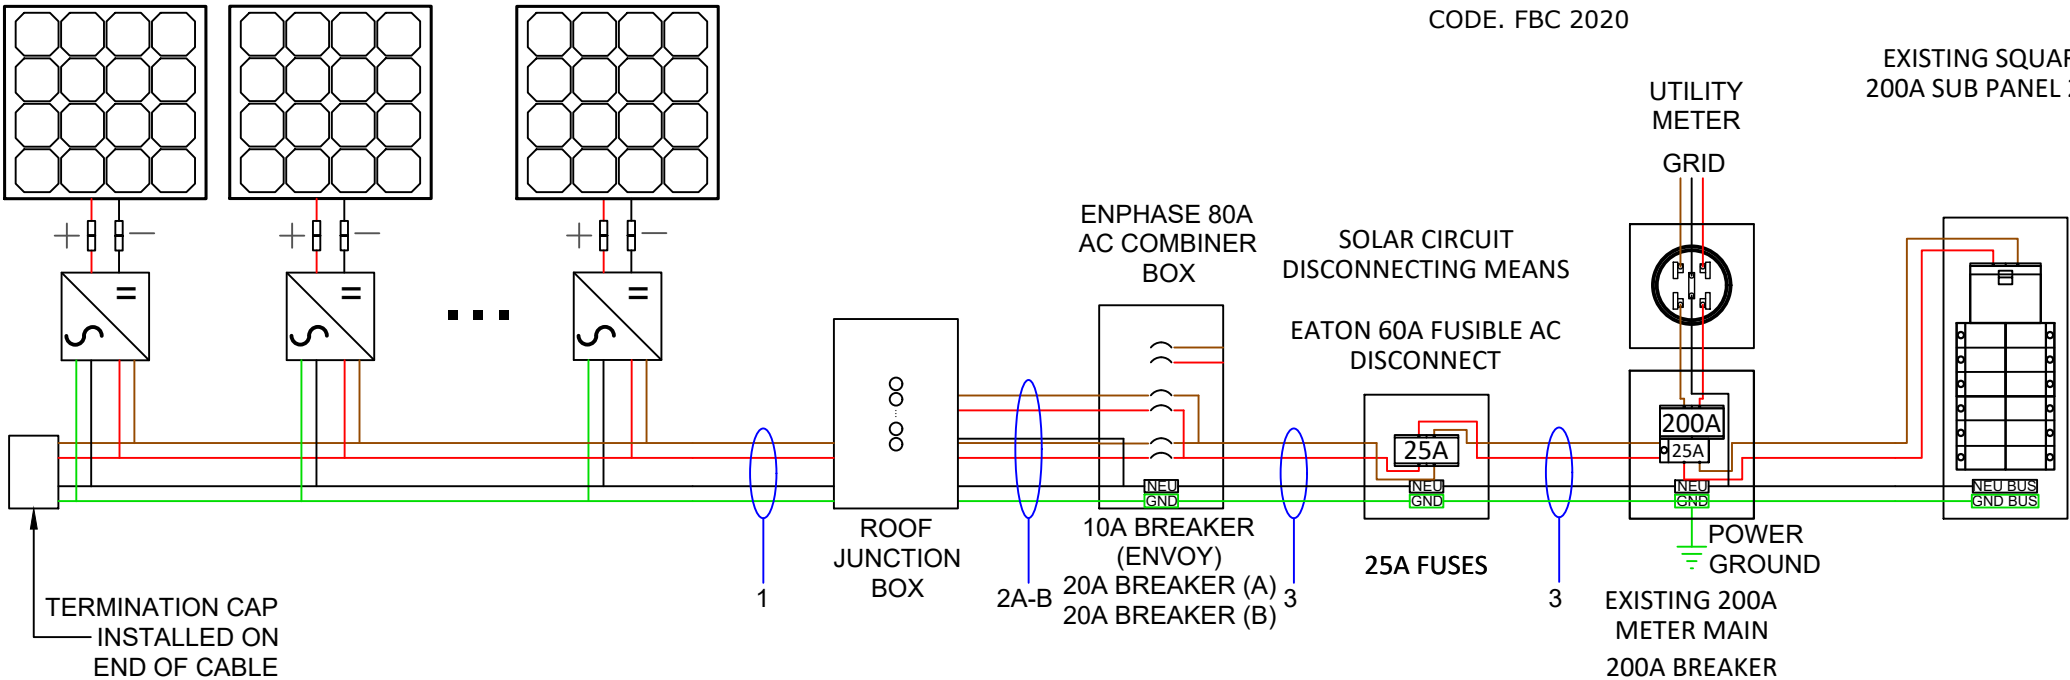 CODE. FBC 2020
EXISTING SQUAR
200A SUB PANEL
UTILITY
METER
GRID
ENPHASE 80A
AC COMBINER
BOX
SOLAR CIRCUIT
DISCONNECTING MEANS
EATON 60A FUSIBLE AC
DISCONNECT
+ —
+ —
+ —
200A
25A
25A
NEU
GND
NEU
GND
NEU
GND
NEU BUS
GND BUS
ROOF
JUNCTION
BOX
10A BREAKER
(ENVOY)
20A BREAKER (A)
20A BREAKER (B)
25A FUSES
POWER
GROUND
1
2A-B
3
3
EXISTING 200A
METER MAIN
200A BREAKER
TERMINATION CAP
INSTALLED ON
END OF CABLE